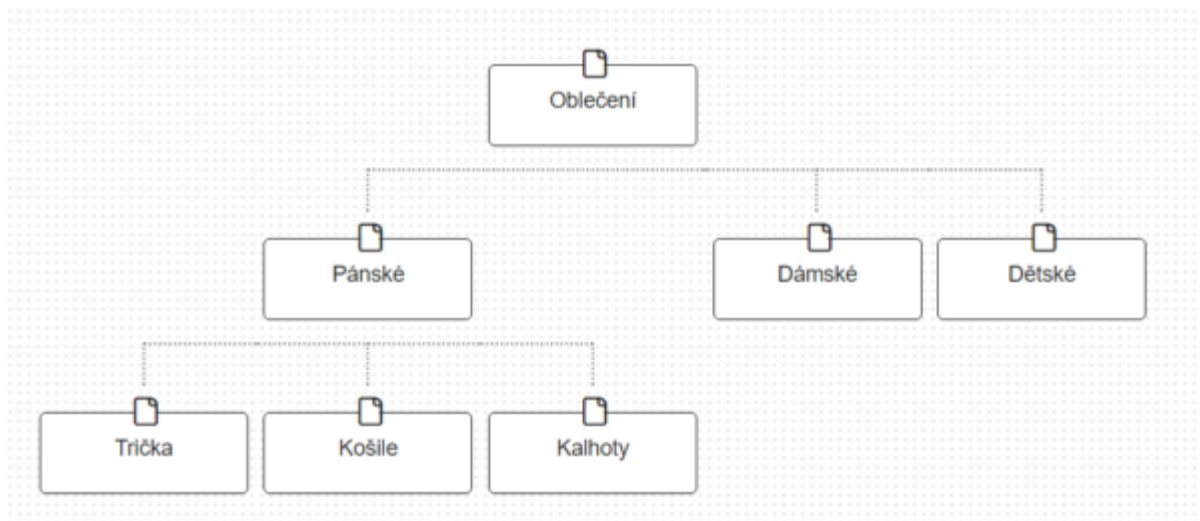 Oblečení
Pánské
Dámské
Dětské
Trička
Košile
Kalhoty